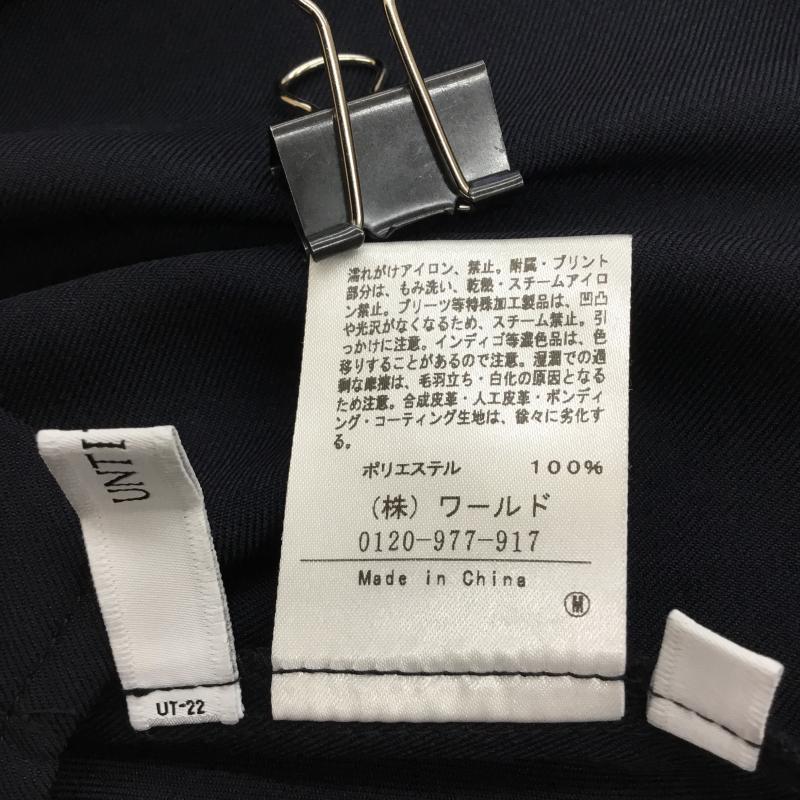 濡れがけアイロン、禁止。附属・プリント
部分は、もみ洗い、乾燥・スチームアイロ
ン禁止。プリーツ等特殊加工製品は、凹凸
や光沢がなくなるため、スチーム禁止。引
っかけに注意。インディゴ等濃色品は、色
移りすることがあるので注意。湿潤での過
剰な摩擦は、毛羽立ち・白化の原因となる
ため注意。合成皮革・人工皮革・ボンディ
ング・コーティング生地は、徐々に劣化す
る。
ポリエステル 100%
(株) ワールド
0120-977-917
Made in China
M
UNTI
UT-22